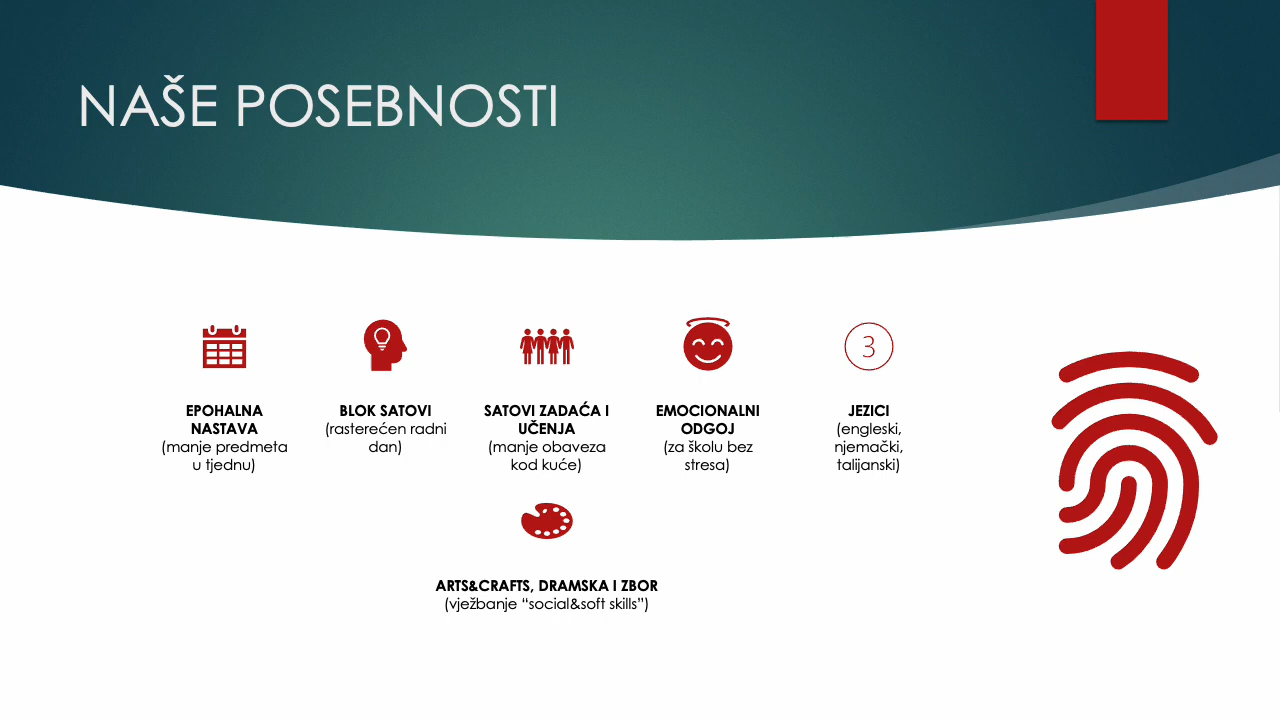 NAŠE POSEBNOSTI
3
EPOHALNA
NASTAVA
(manje predmeta
u tjednu)
BLOK SATOVI
(rasterećen radni
dan)
SATOVI ZADAĆA I
UČENJA
(manje obaveza
kod kuće)
EMOCIONALNI
ODGOJ
(za školu bez
stresa)
JEZICI
(engleski,
njemački,
talijanski)
ARTS&CRAFTS, DRAMSKA I ZBOR
(vježbanje “social&soft skills”)